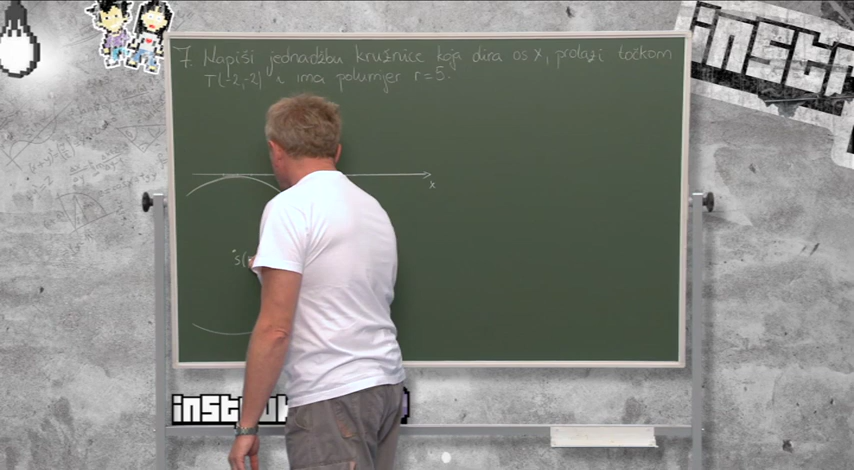 7. Napiši jednadžbu kružnice koja dira os x, prolazi točkom
T(-2,-2) i ima polumjer r=5.
x
S(